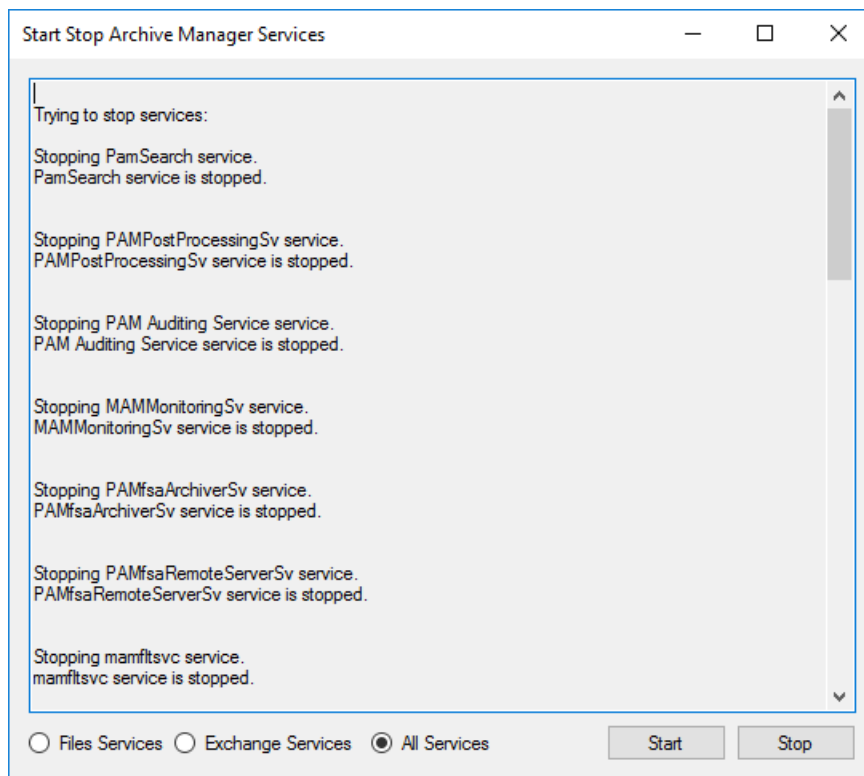 Start Stop Archive Manager Services
Trying to stop services:
Stopping PamSearch service.
PamSearch service is stopped.
Stopping PAMPostProcessingSv service.
PAMPostProcessingSv service is stopped.
Stopping PAM Auditing Service service.
PAM Auditing Service service is stopped.
Stopping MAMMonitoringSv service.
MAMMonitoringSv service is stopped.
Stopping PAMfsaArchiverSv service.
PAMfsaArchiverSv service is stopped.
Stopping PAMfsaRemoteServerSv service.
PAMfsaRemoteServerSv service is stopped.
Stopping mamfltsvc service.
mamfltsvc service is stopped.
Files Services Exchange Services All Services Start Stop